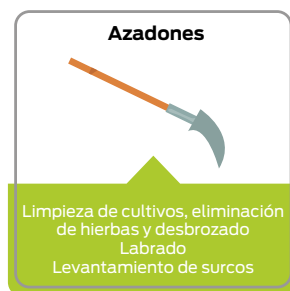 Azadones
Limpieza de cultivos, eliminación
de hierbas y desbrozado
Labrado
Levantamiento de surcos